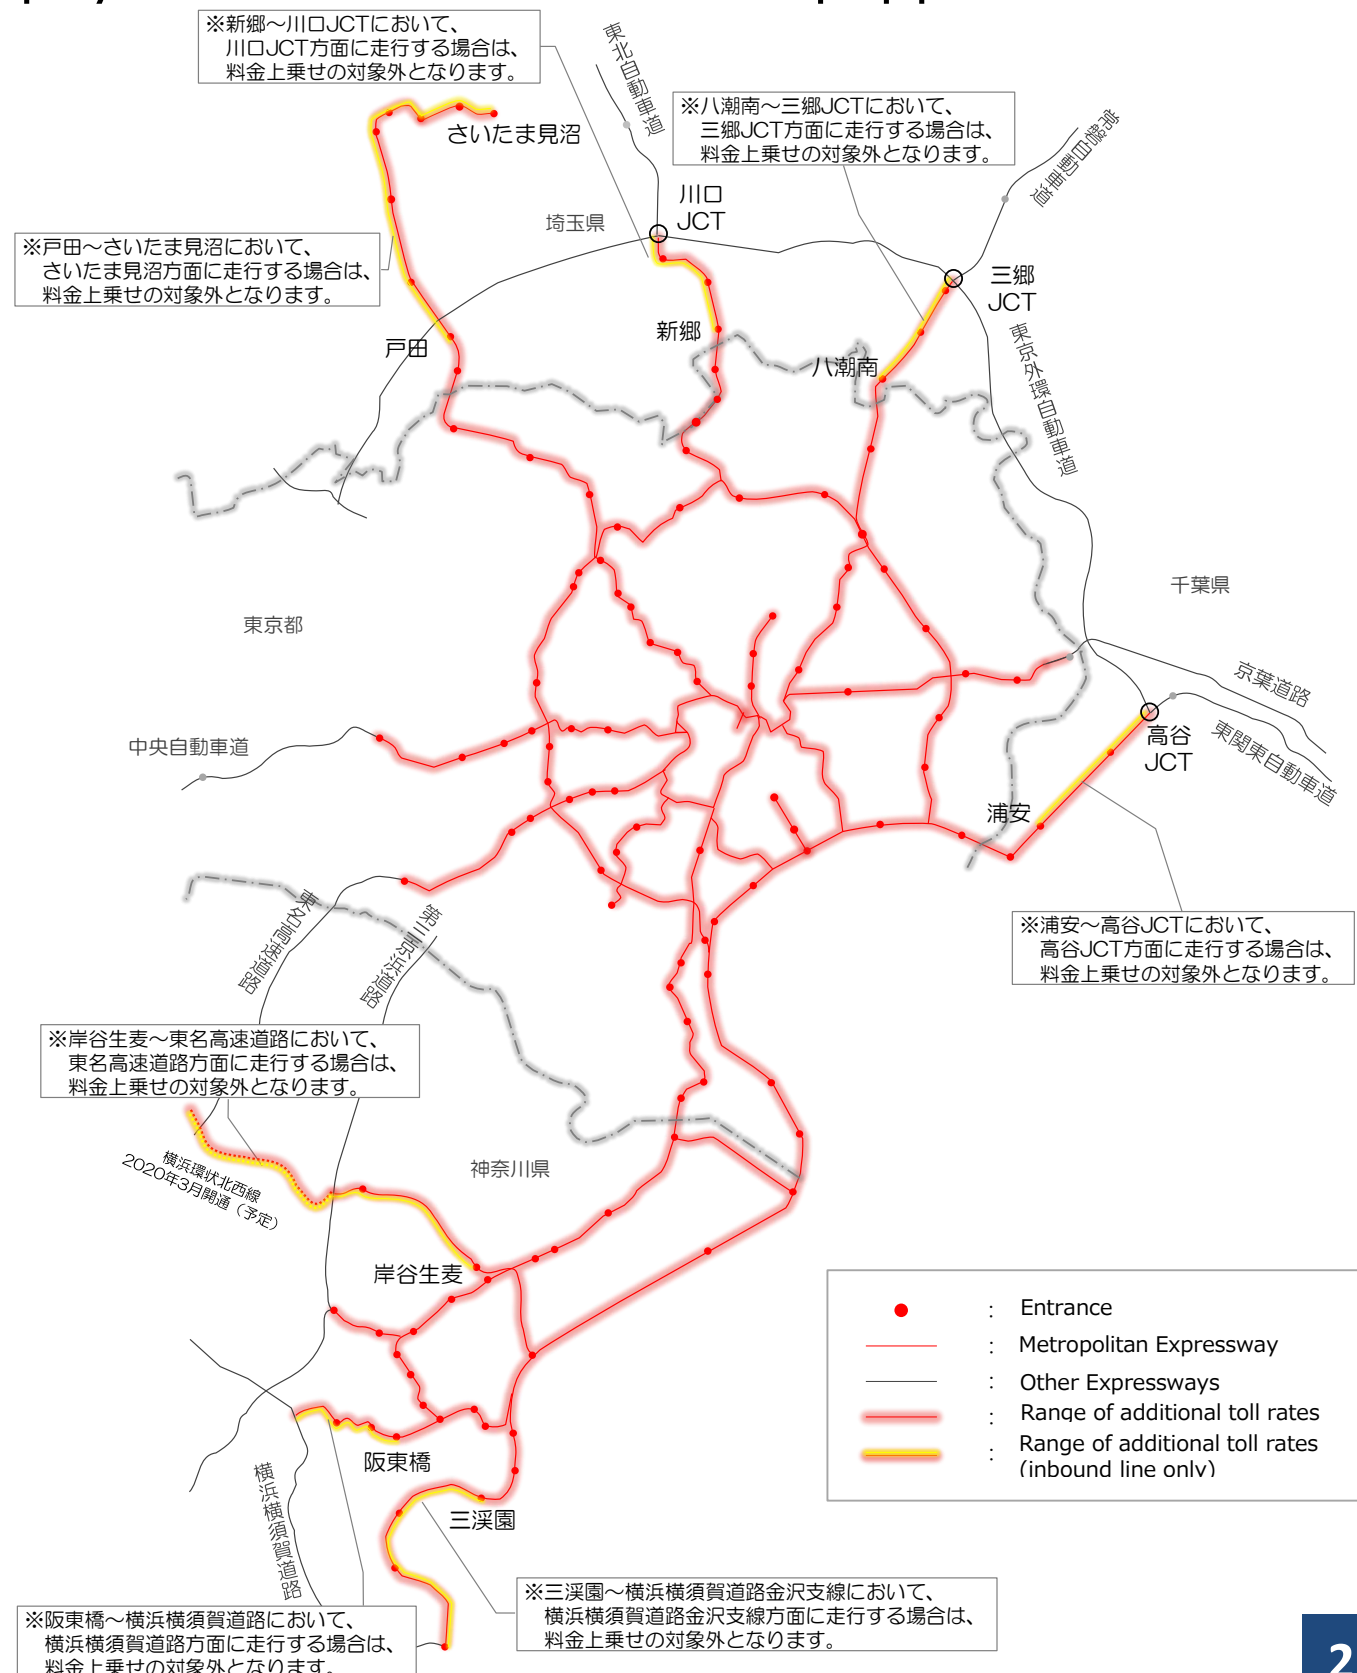 ※新郷～川口JCTにおいて、
川口JCT方面に走行する場合は、
料金上乗せの対象外となります。
東北自動車道
※八潮南～三郷JCTにおいて、
三郷JCT方面に走行する場合は、
料金上乗せの対象外となります。
常磐自動車道
さいたま見沼
川口
JCT
埼玉県
※戸田～さいたま見沼において、
さいたま見沼方面に走行する場合は、
料金上乗せの対象外となります。
三郷
JCT
新郷
戸田
八潮南
東京外環自動車道
千葉県
東京都
京葉道路
中央自動車道
高谷
JCT
東関東自動車道
浦安
東名高速道路
第三京浜道路
※浦安～高谷JCTにおいて、
高谷JCT方面に走行する場合は、
料金上乗せの対象外となります。
※岸谷生麦～東名高速道路において、
東名高速道路方面に走行する場合は、
料金上乗せの対象外となります。
横浜環状北西線
2020年3月開通（予定）
神奈川県
岸谷生麦
： Entrance
： Metropolitan Expressway
： Other Expressways
： Range of additional toll rates
： Range of additional toll rates
(inbound line only)
阪東橋
横浜横須賀道路
三渓園
※三渓園～横浜横須賀道路金沢支線において、
横浜横須賀道路金沢支線方面に走行する場合は、
料金上乗せの対象外となります。
※阪東橋～横浜横須賀道路において、
横浜横須賀道路方面に走行する場合は、
料金上乗せの対象外となります。
2